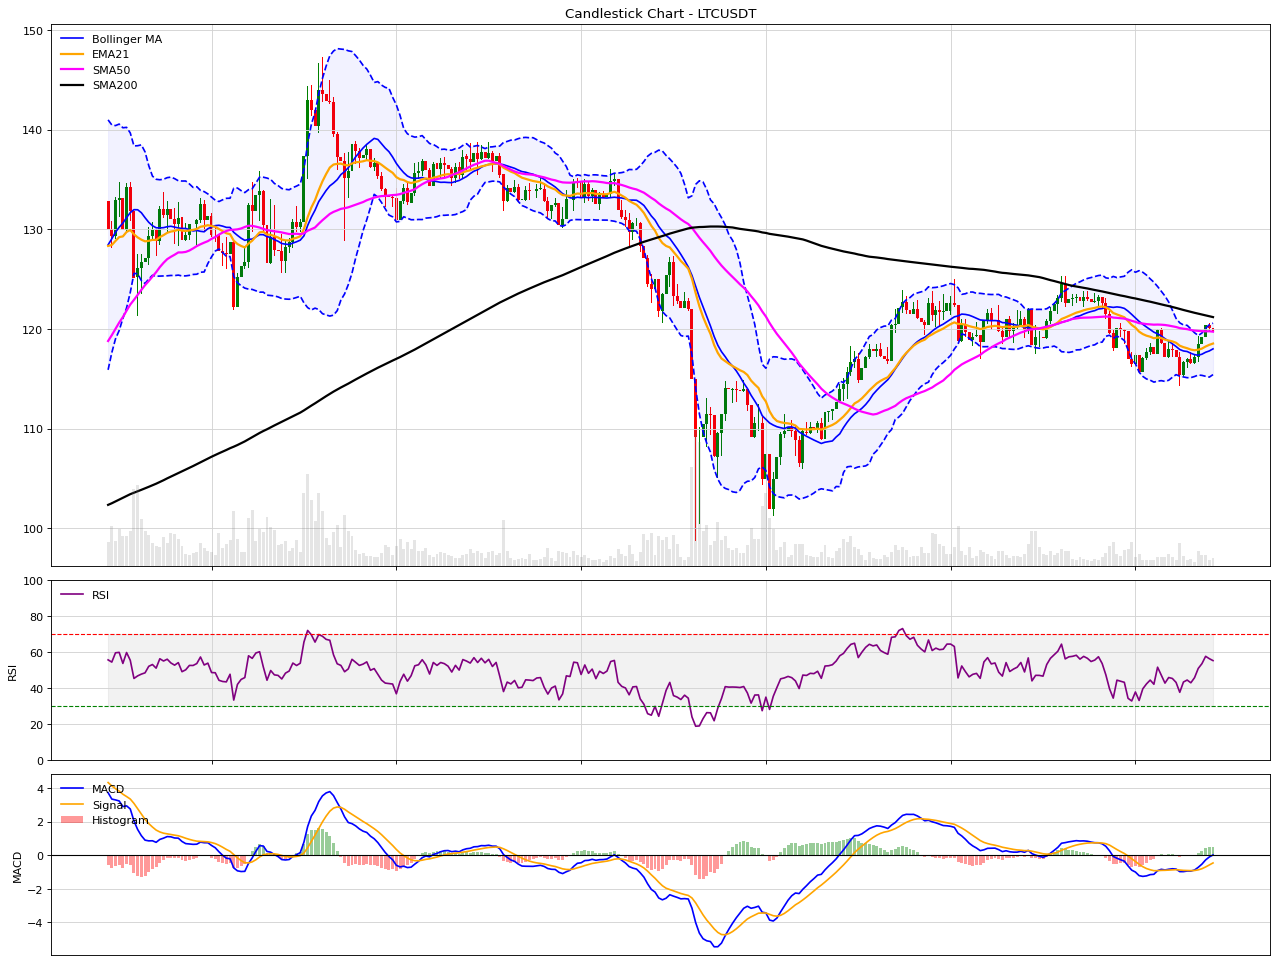 Candlestick Chart - LTCUSDT
150
140
130
120
110
100
Bollinger MA
EMA21
SMA50
SMA200
100
80
60
40
20
0
RSI
RSI
4
2
0
−2
−4
MACD
MACD
Signal
Histogram